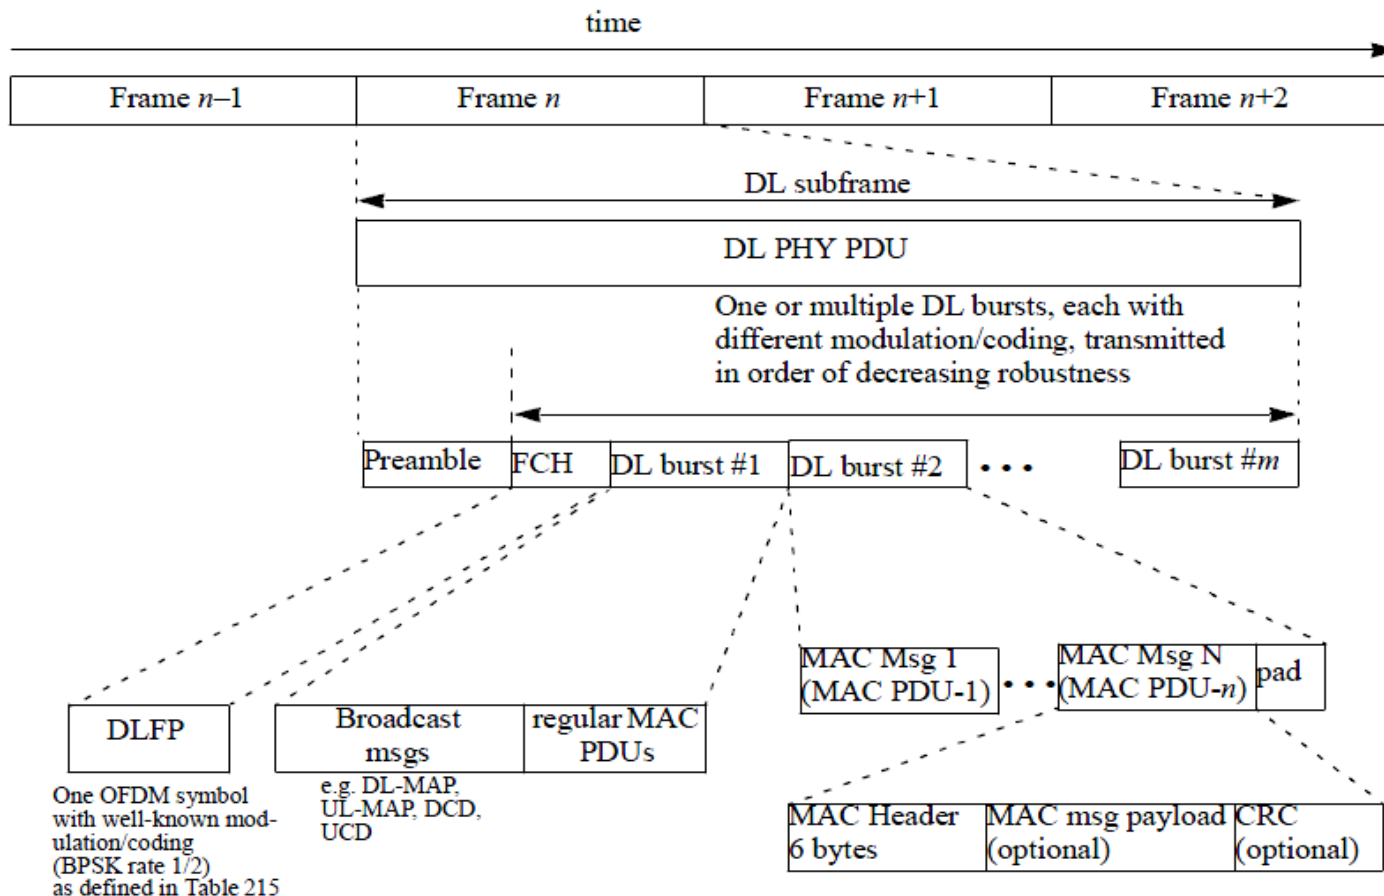 time
Frame n–1
Frame n
Frame n+1
Frame n+2
DL subframe
DL PHY PDU
One or multiple DL bursts, each with
different modulation/coding, transmitted
in order of decreasing robustness
Preamble
FCH
DL burst #1
DL burst #2
• • •
DL burst #m
MAC Msg 1
(MAC PDU-1)
• • •
MAC Msg N
(MAC PDU-n)
pad
DLFP
Broadcast
msgs
regular MAC
PDUs
One OFDM symbol
with well-known mod-
ulation/coding
(BPSK rate 1/2)
as defined in Table 215
e.g. DL-MAP,
UL-MAP, DCD,
UCD
MAC Header
6 bytes
MAC msg payload
(optional)
CRC
(optional)